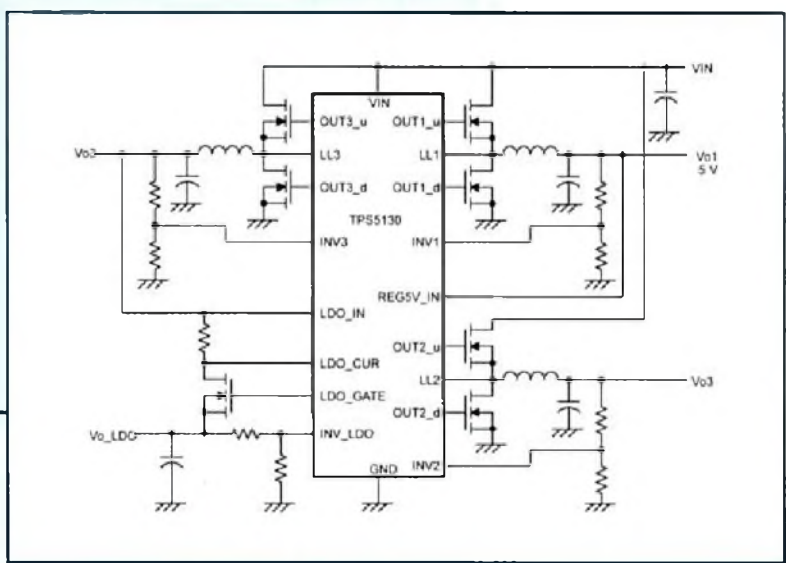 VIN
VIN
OUT3_u
OUT1_u
Vo3
LL3
LL1
Vo1
5 V
OUT3_d
OUT1_d
TPS5130
INV3
INV1
REG5V_IN
LDO_IN
OUT2_u
LDO_CUR
LL2
Vo3
LDO_GATE
OUT2_d
Vo_LDO
INV_LDO
GND
INV2